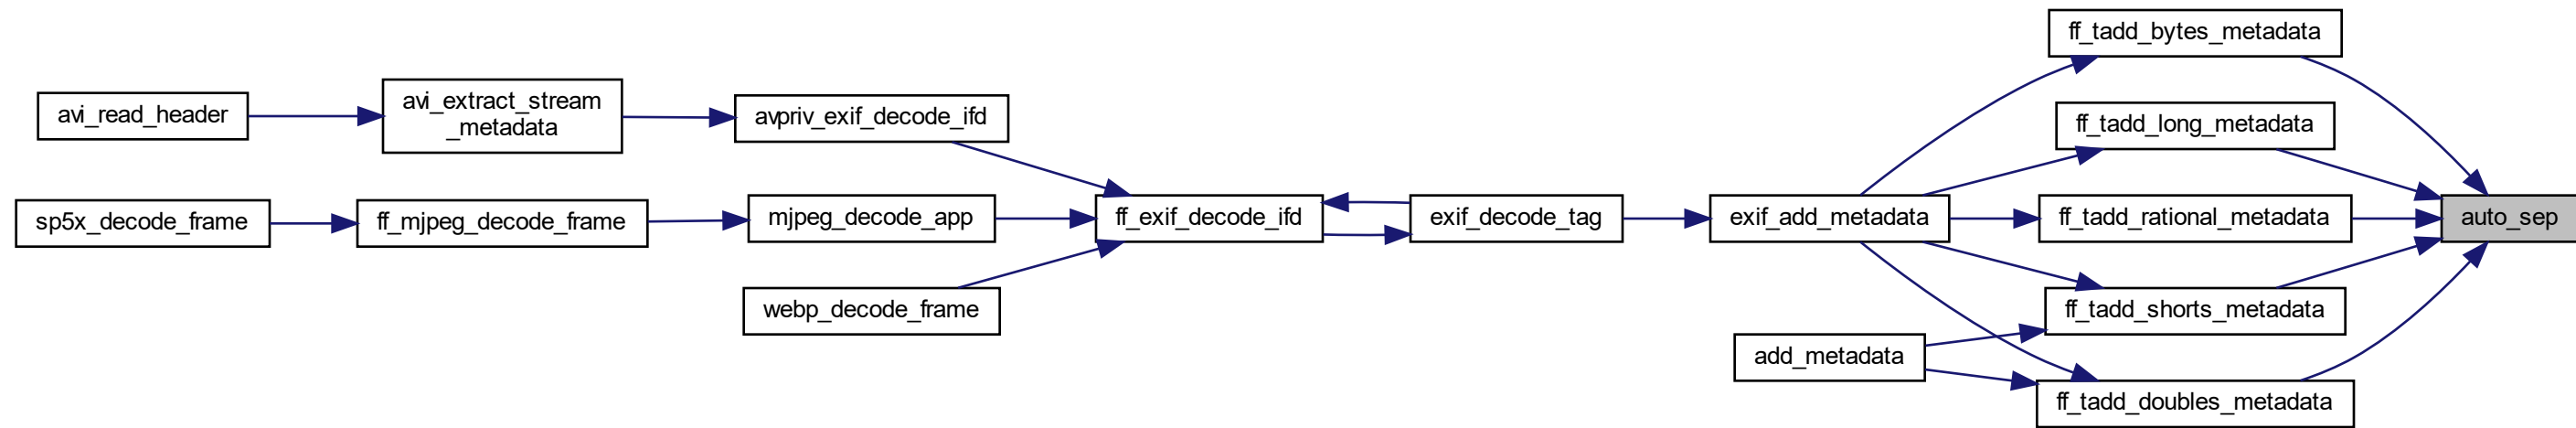 ff_tadd_bytes_metadata
avi_read_header
avi_extract_stream
_metadata
avpriv_exif_decode_ifd
ff_tadd_long_metadata
sp5x_decode_frame
ff_mjpeg_decode_frame
mjpeg_decode_app
ff_exif_decode_ifd
exif_decode_tag
exif_add_metadata
ff_tadd_rational_metadata
auto_sep
webp_decode_frame
ff_tadd_shorts_metadata
add_metadata
ff_tadd_doubles_metadata